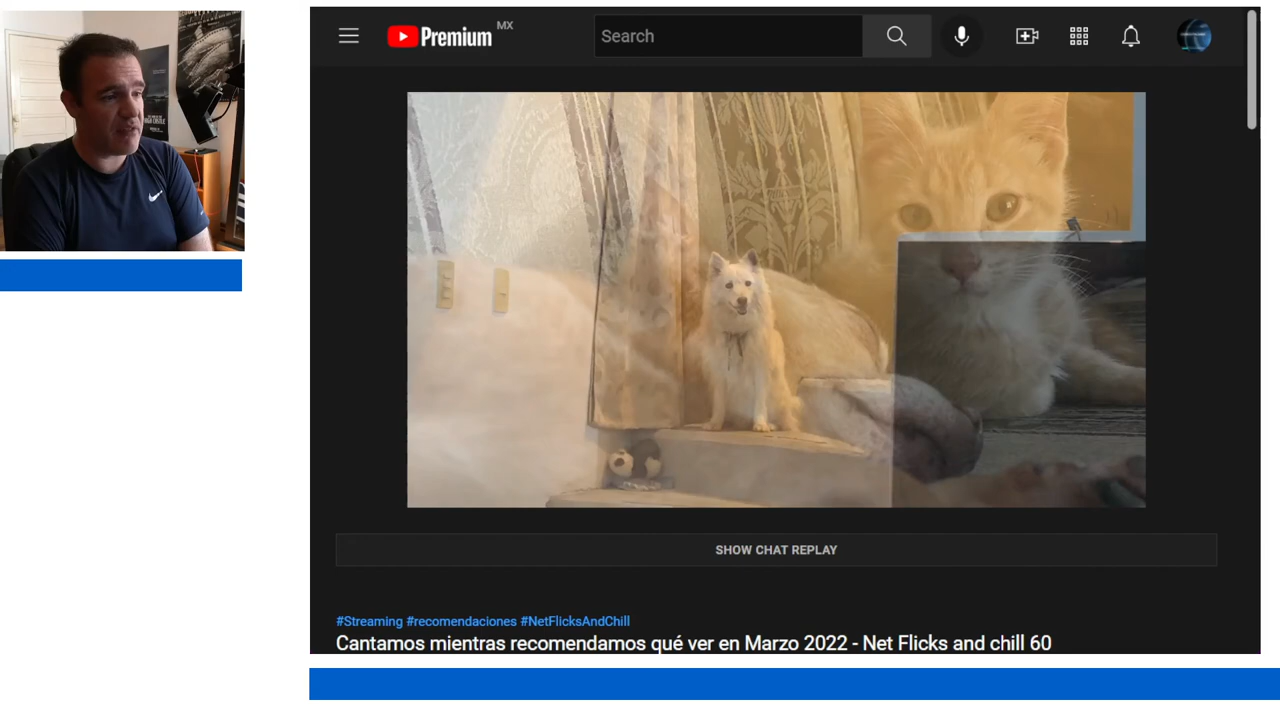 Premium MX
Search
SHOW CHAT REPLAY
#Streaming #recomendaciones #NetFlicksAndChill
Cantamos mientras recomendamos qué ver en Marzo 2022 - Net Flicks and chill 60